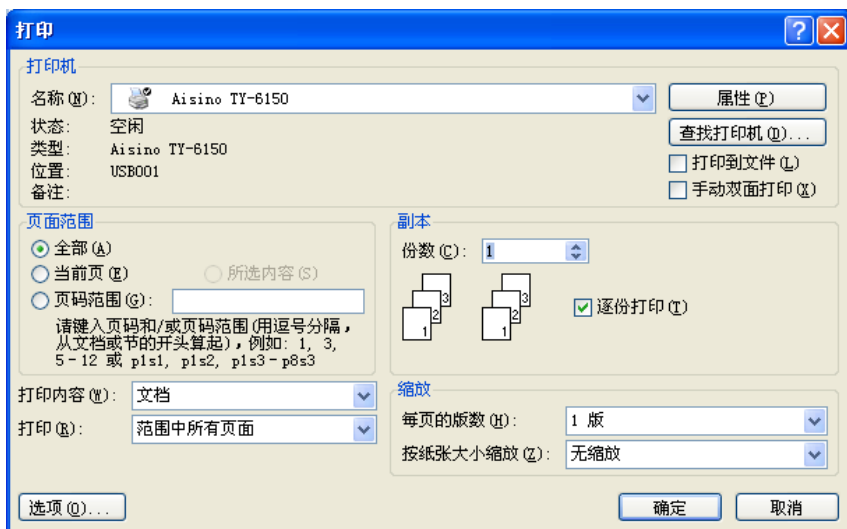 打印
打印机
名称(N): Aisino TY-6150 属性(P)
状态: 空闲 查找打印机(D)...
类型: Aisino TY-6150
位置: USB001 打印到文件(L)
备注: 手动双面打印(X)
页面范围
全部(A)
当前页(E) 所选内容(S)
页码范围(G):
请键入页码和/或页码范围(用逗号分隔,
从文档或节的开头算起),例如: 1, 3,
5-12 或 p1s1, p1s2, p1s3-p8s3
副本
份数(C): 1
1 2 3 1 2 3 逐份打印(T)
打印内容(W): 文档
打印(R): 范围中所有页面
缩放
每页的版数(H): 1 版
按纸张大小缩放(Z): 无缩放
选项(O)... 确定 取消